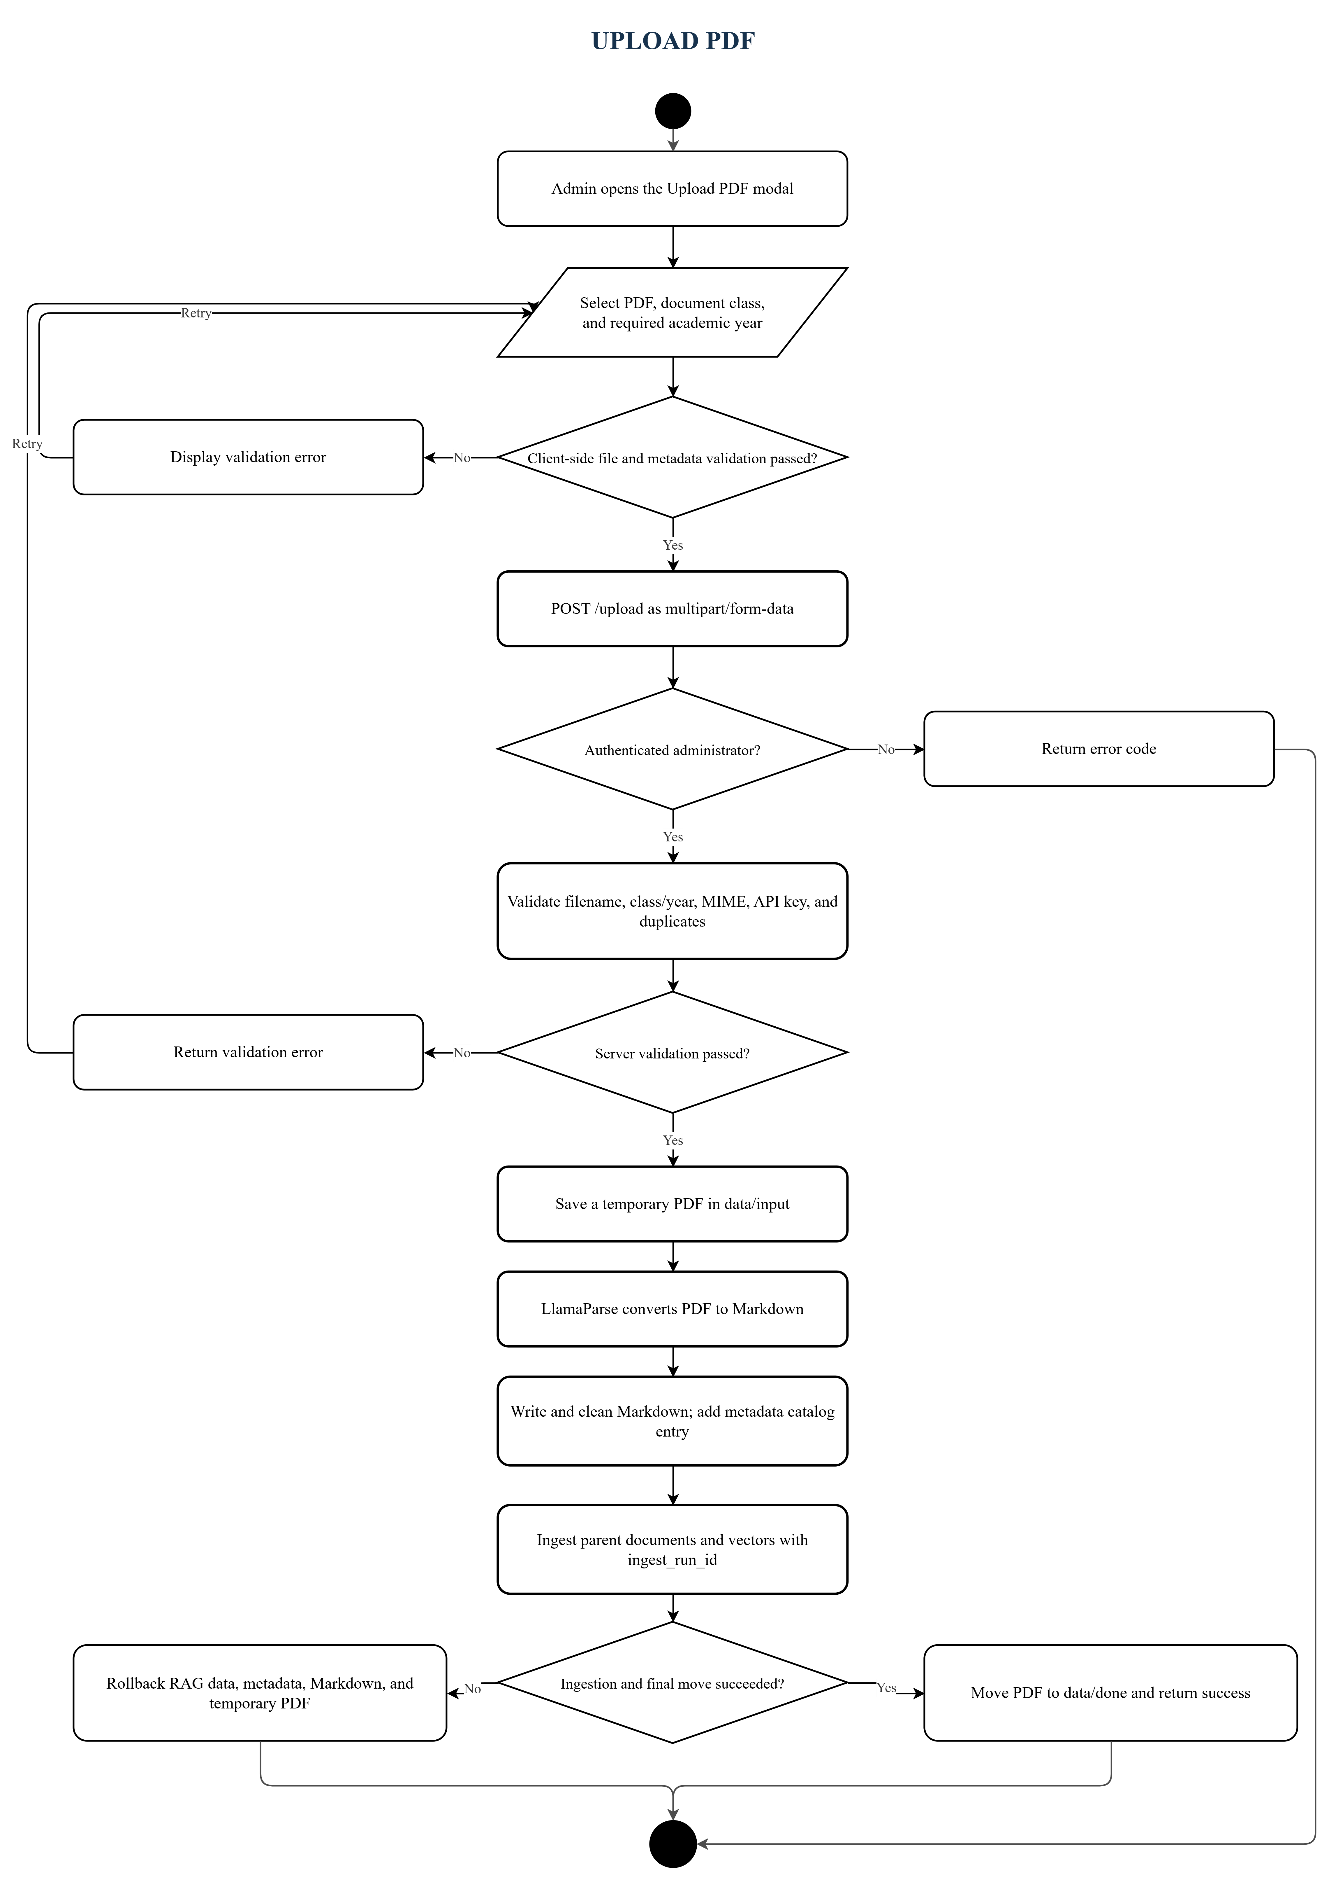 UPLOAD PDF
Admin opens the Upload PDF modal
Select PDF, document class,
and required academic year
Retry
Retry
Display validation error
No
Client-side file and metadata validation passed?
Yes
POST /upload as multipart/form-data
Authenticated administrator?
No
Return error code
Yes
Validate filename, class/year, MIME, API key, and
duplicates
Return validation error
No
Server validation passed?
Yes
Save a temporary PDF in data/input
LlamaParse converts PDF to Markdown
Write and clean Markdown; add metadata catalog
entry
Ingest parent documents and vectors with
ingest_run_id
Rollback RAG data, metadata, Markdown, and
temporary PDF
No
Ingestion and final move succeeded?
Yes
Move PDF to data/done and return success